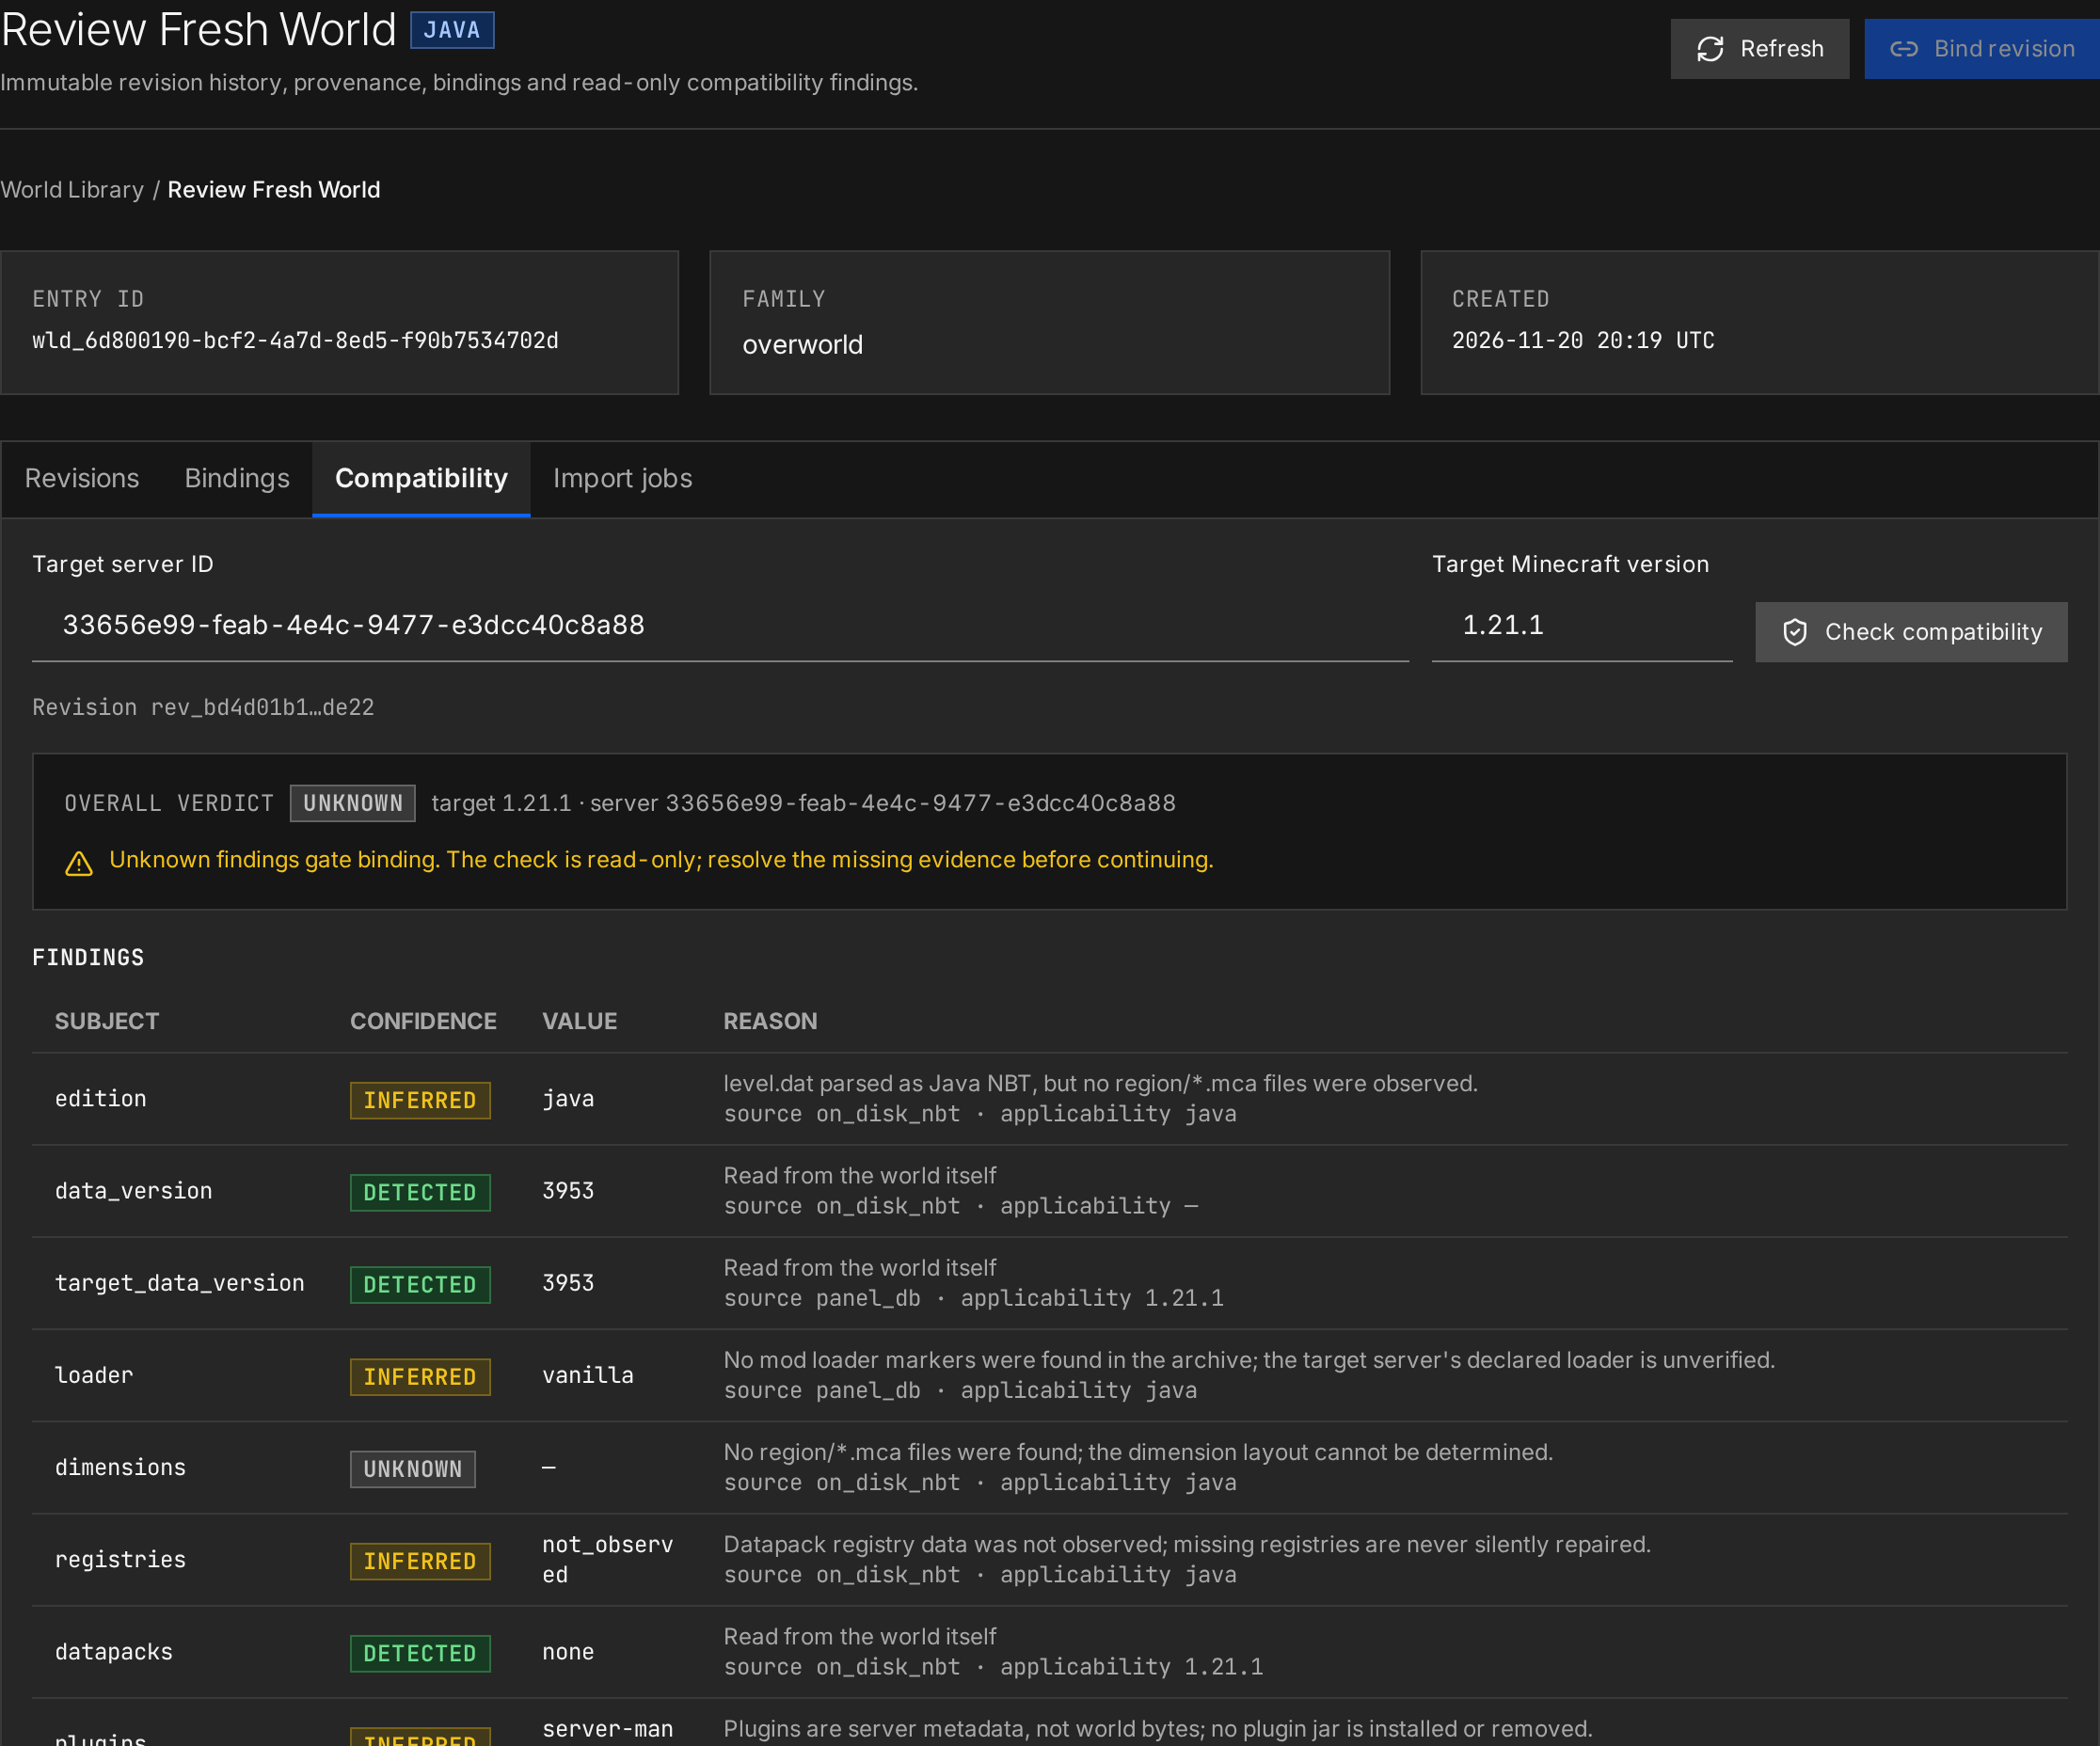 Review Fresh World JAVA
Refresh
Bind revision
Immutable revision history, provenance, bindings and read-only compatibility findings.
World Library / Review Fresh World
ENTRY ID
wld_6d800190-bcf2-4a7d-8ed5-f90b7534702d
FAMILY
overworld
CREATED
2026-11-20 20:19 UTC
Revisions Bindings Compatibility Import jobs
Target server ID
33656e99-feab-4e4c-9477-e3dcc40c8a88
Target Minecraft version
1.21.1
Check compatibility
Revision rev_bd4d01b1…de22
OVERALL VERDICT UNKNOWN target 1.21.1 · server 33656e99-feab-4e4c-9477-e3dcc40c8a88
Unknown findings gate binding. The check is read-only; resolve the missing evidence before continuing.
FINDINGS
SUBJECT CONFIDENCE VALUE REASON
edition INFERRED java
level.dat parsed as Java NBT, but no region/*.mca files were observed.
source on_disk_nbt · applicability java
data_version DETECTED 3953
Read from the world itself
source on_disk_nbt · applicability —
target_data_version DETECTED 3953
Read from the world itself
source panel_db · applicability 1.21.1
loader INFERRED vanilla
No mod loader markers were found in the archive; the target server's declared loader is unverified.
source panel_db · applicability java
dimensions UNKNOWN —
No region/*.mca files were found; the dimension layout cannot be determined.
source on_disk_nbt · applicability java
registries INFERRED
not_observ
ed
Datapack registry data was not observed; missing registries are never silently repaired.
source on_disk_nbt · applicability java
datapacks DETECTED none
Read from the world itself
source on_disk_nbt · applicability 1.21.1
plugins INFERRED
server-man
Plugins are server metadata, not world bytes; no plugin jar is installed or removed.